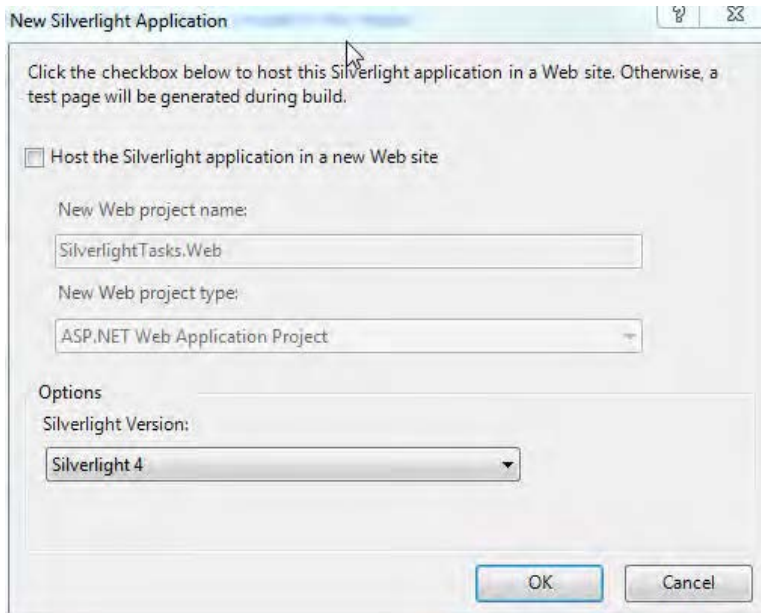 New Silverlight Application
Click the checkbox below to host this Silverlight application in a Web site. Otherwise, a
test page will be generated during build.
Host the Silverlight application in a new Web site
New Web project name:
SilverlightTasks.Web
New Web project type:
ASP.NET Web Application Project
Options
Silverlight Version:
Silverlight 4
OK
Cancel